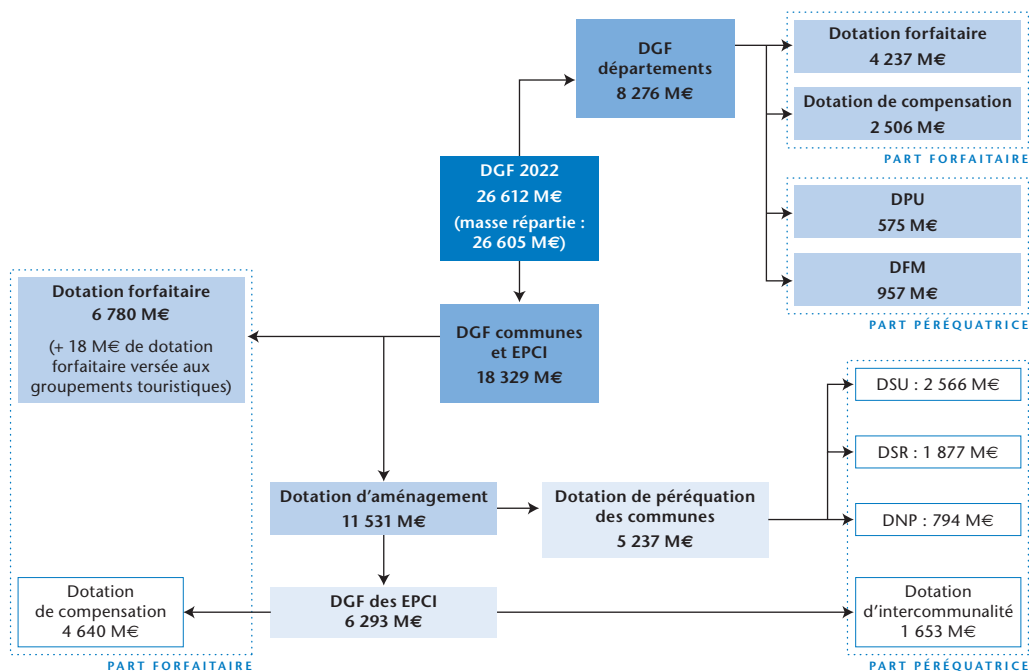 DGF
départements
8 276 M€
Dotation forfaitaire
4 237 M€
Dotation de compensation
2 506 M€
PART FORFAITAIRE
DGF 2022
26 612 M€
(masse répartie :
26 605 M€)
DPU
575 M€
DFM
957 M€
PART PÉRÉQUATRICE
Dotation forfaitaire
6 780 M€
(+ 18 M€ de dotation
forfaitaire versée aux
groupements touristiques)
DGF communes
et EPCI
18 329 M€
DSU : 2 566 M€
DSR : 1 877 M€
Dotation d'aménagement
11 531 M€
Dotation de péréquation
des communes
5 237 M€
DNP : 794 M€
Dotation
de compensation
4 640 M€
DGF des EPCI
6 293 M€
Dotation
d'intercommunalité
1 653 M€
PART FORFAITAIRE
PART PÉRÉQUATRICE